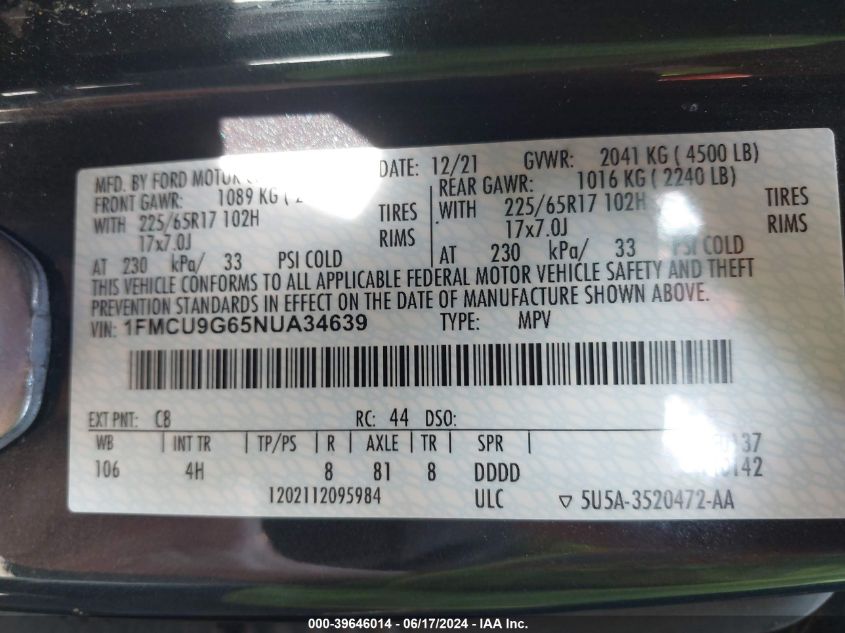 MFD. BY FORD MOTOR DATE: 12/21 GVWR: 2041 KG ( 4500 LB)
FRONT GAWR: 1089 KG ( REAR GAWR: 1016 KG ( 2240 LB)
WITH 225/65R17 102H TIRES WITH 225/65R17 102H TIRES
17x7.0J RIMS 17x7.0J RIMS
AT 230 kPa/ 33 PSI COLD AT 230 kPa/ 33 PSI COLD
THIS VEHICLE CONFORMS TO ALL APPLICABLE FEDERAL MOTOR VEHICLE SAFETY AND THEFT
PREVENTION STANDARDS IN EFFECT ON THE DATE OF MANUFACTURE SHOWN ABOVE.
VIN: 1FMCU9G65NUA34639 TYPE: MPV
EXT PNT: C8 RC: 44 DSO:
WB | INT TR | TP/PS | R | AXLE | TR | SPR |
106 4H 8 81 8 DDDD
1202112095984 ULC ▽ 5U5A-3520472-AA
000-39646014 - 06/17/2024 - IAA Inc.